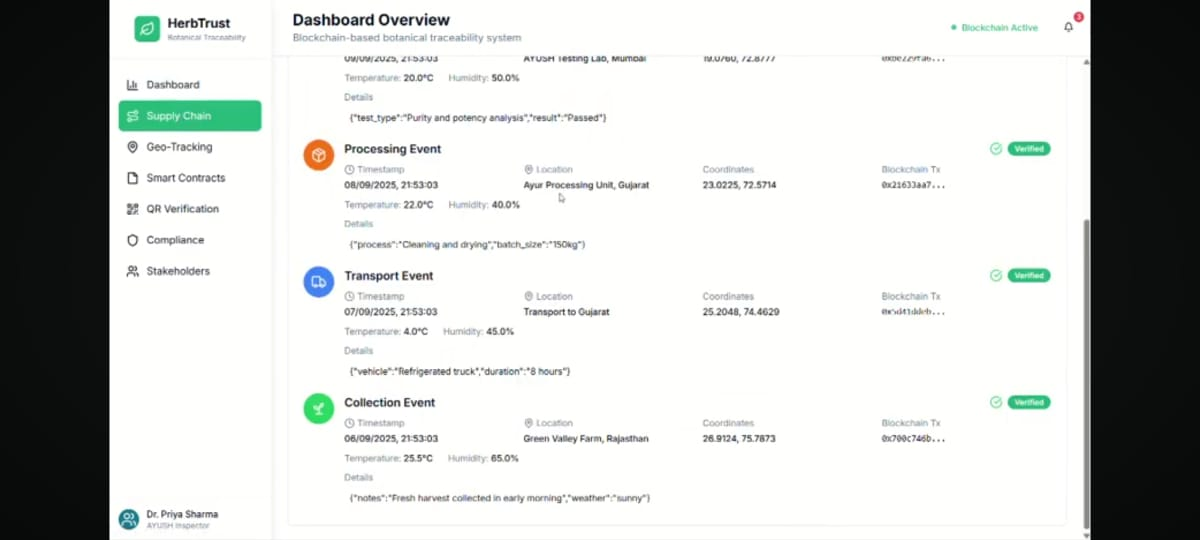 HerbTrust
Botanical Traceability
Dashboard
Supply Chain
Geo-Tracking
Smart Contracts
QR Verification
Compliance
Stakeholders
Dr. Priya Sharma
AYUSH Inspector
Dashboard Overview
Blockchain-based botanical traceability system
Blockchain Active
3
09/09/2025, 21:53:03 AYUSH Testing Lab, Mumbai 19.0760, 72.8777
Temperature: 20.0°C Humidity: 50.0%
Details
{"test_type":"Purity and potency analysis","result":"Passed"}
Processing Event Verified
Timestamp Location Coordinates Blockchain Tx
08/09/2025, 21:53:03 Ayur Processing Unit, Gujarat 23.0225, 72.5714 0x21633aa7...
Temperature: 22.0°C Humidity: 40.0%
Details
{"process":"Cleaning and drying","batch_size":"150kg"}
Transport Event Verified
Timestamp Location Coordinates Blockchain Tx
07/09/2025, 21:53:03 Transport to Gujarat 25.2048, 74.4629
Temperature: 4.0°C Humidity: 45.0%
Details
{"vehicle":"Refrigerated truck","duration":"8 hours"}
Collection Event Verified
Timestamp Location Coordinates Blockchain Tx
06/09/2025, 21:53:03 Green Valley Farm, Rajasthan 26.9124, 75.7873 0x700c746b...
Temperature: 25.5°C Humidity: 65.0%
Details
{"notes":"Fresh harvest collected in early morning","weather":"sunny"}